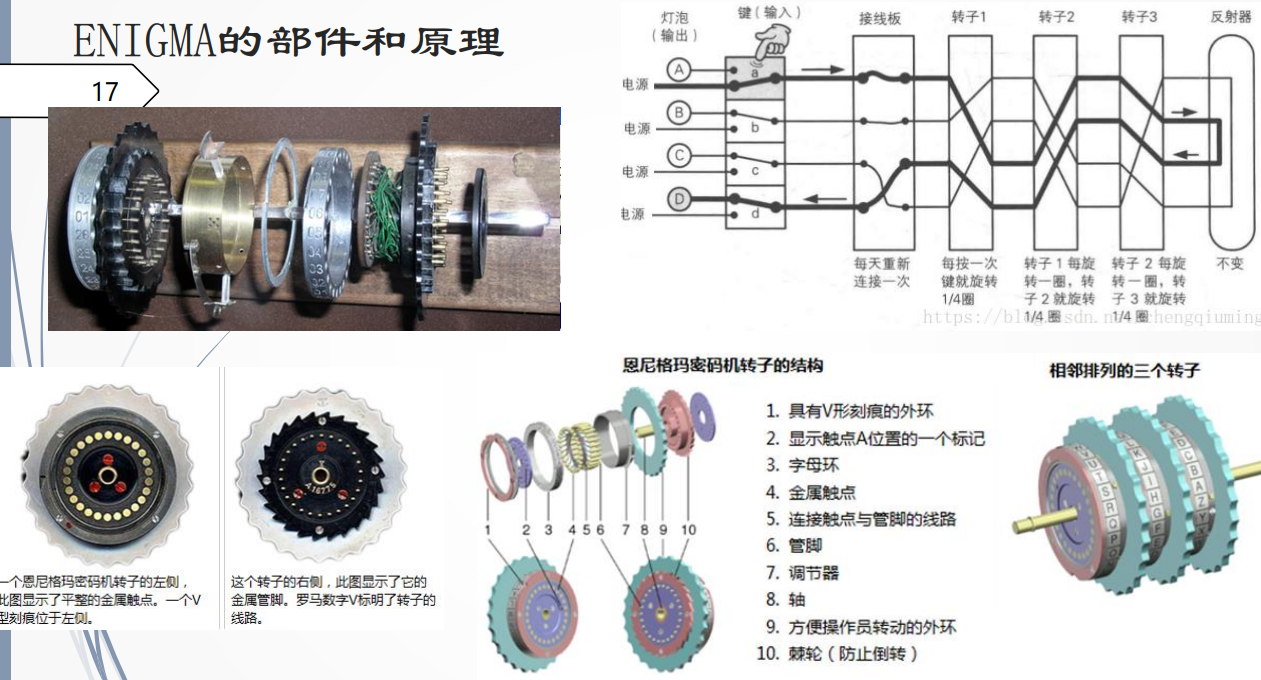 ENIGMA的部件和原理
17
灯泡
(输出)
键(输入)
接线板
转子1
转子2
转子3
反射器
电源
A
a
电源
B
b
电源
C
c
电源
D
d
每天重新
连接一次
每按一次
键就旋转
1/4圈
转子 1 每旋
转一圈，转
子 2 就旋转
1/4 圈
转子 2 每旋
转一圈，转
子 3 就旋转
1/4 圈
不变
一个恩尼格玛密码机转子的左侧，
此图显示了平整的金属触点。一个V
型刻痕位于左侧。
这个转子的右侧，此图显示了它的
金属管脚。罗马数字V标明了转子的
线路。
恩尼格玛密码机转子的结构
1 2 3 4 5 6 7 8 9 10
1. 具有V形刻痕的外环
2. 显示触点A位置的一个标记
3. 字母环
4. 金属触点
5. 连接触点与管脚的线路
6. 管脚
7. 调节器
8. 轴
9. 方便操作员转动的外环
10. 棘轮（防止倒转）
相邻排列的三个转子